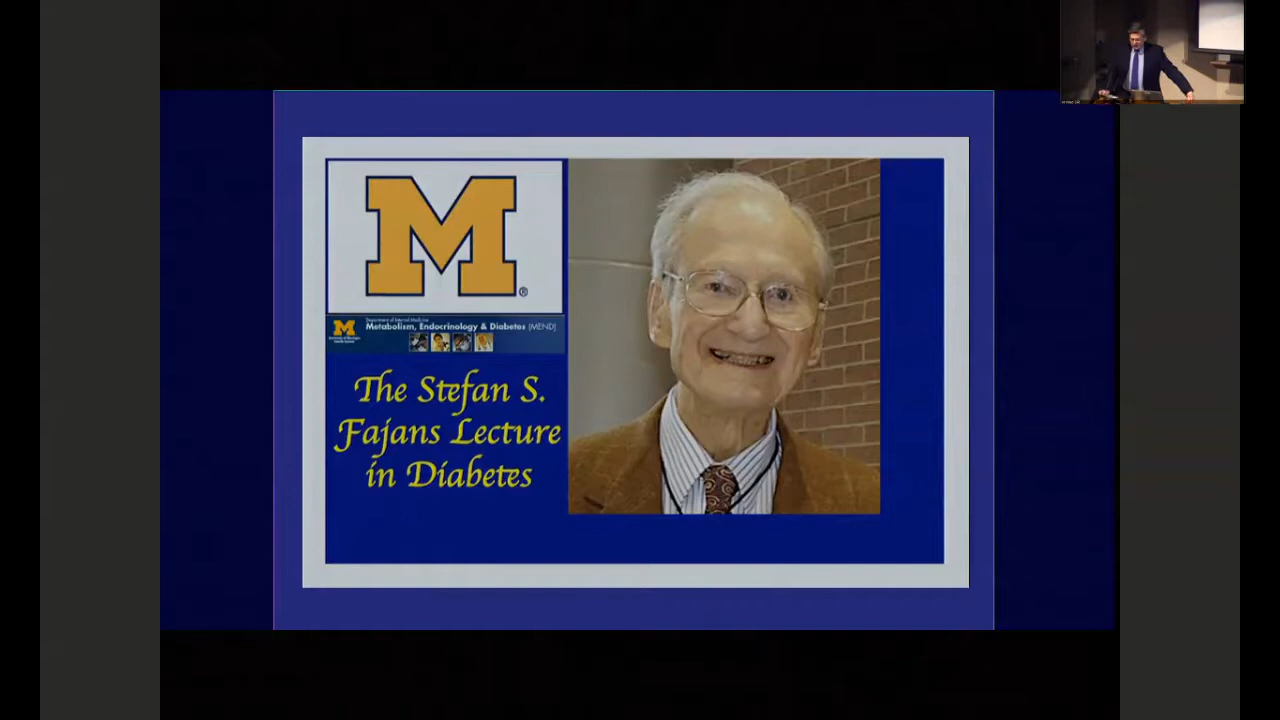 M
®
Department of Internal Medicine
Metabolism, Endocrinology & Diabetes (MEND)
The Stefan S.
Fajans Lecture
in Diabetes